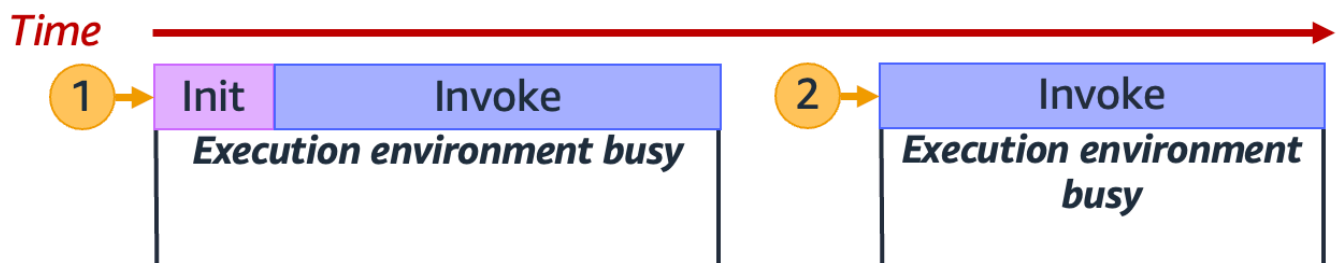 Time
1
Init
Invoke
2
Invoke
Execution environment busy
Execution environment
busy